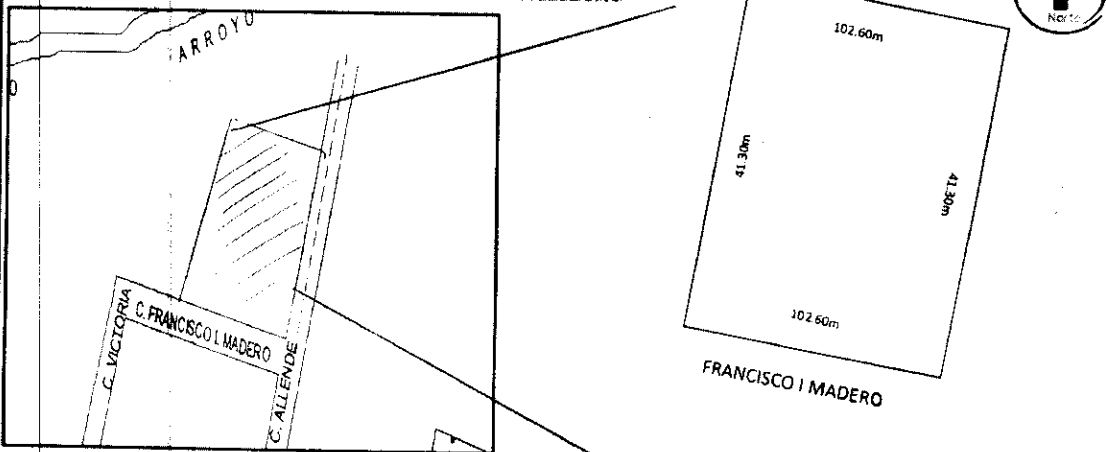 ARROYO
O
C. VICTORIA
C. FRANCISCO I. MADERO
C. ALLENDE
102.60m
41.30m
41.30m
102.60m
FRANCISCO I MADERO
Norte